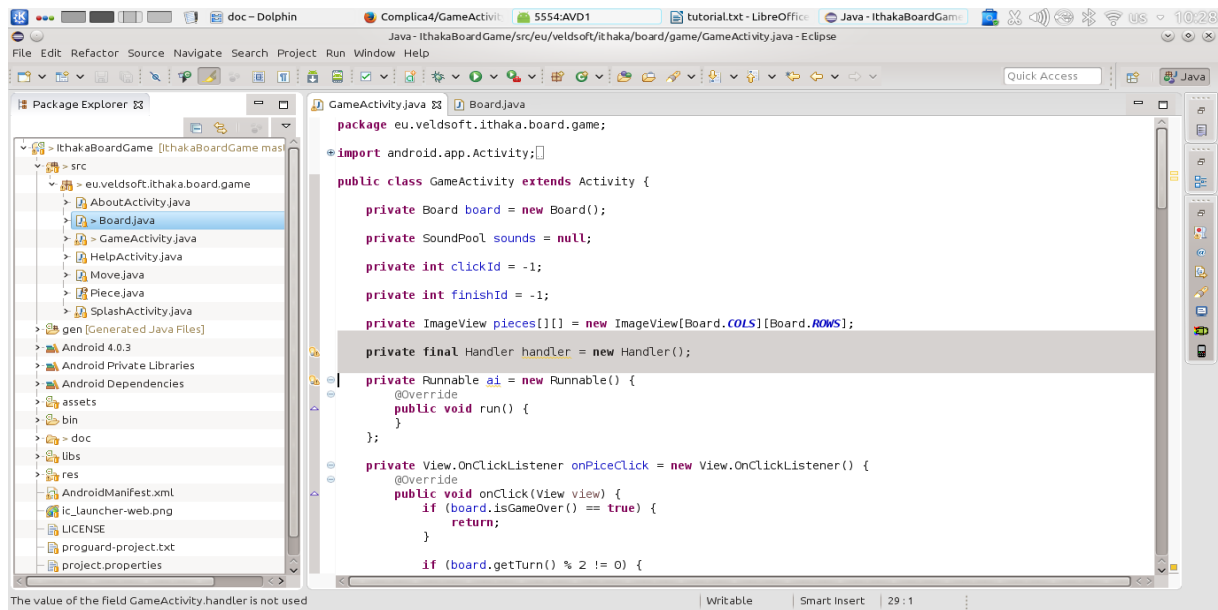 doc – Dolphin
Complica4/GameActivit
5554:AVD1
tutorial.txt - LibreOffice
Java - IthakaBoardGame
US
10:28
Java - IthakaBoardGame/src/eu/veldsoft/ithaka/board/game/GameActivity.java - Eclipse
File Edit Refactor Source Navigate Search Project Run Window Help
Quick Access
Java
Package Explorer
> IthakaBoardGame [IthakaBoardGame mast
> src
> eu.veldsoft.ithaka.board.game
AboutActivity.java
> Board.java
> GameActivity.java
HelpActivity.java
Move.java
Piece.java
SplashActivity.java
gen [Generated Java Files]
Android 4.0.3
Android Private Libraries
Android Dependencies
assets
bin
> doc
libs
res
AndroidManifest.xml
ic_launcher-web.png
LICENSE
proguard-project.txt
project.properties
GameActivity.java
Board.java
package eu.veldsoft.ithaka.board.game;
import android.app.Activity;
public class GameActivity extends Activity {
private Board board = new Board();
private SoundPool sounds = null;
private int clickId = -1;
private int finishId = -1;
private ImageView pieces[][] = new ImageView[Board.COLS][Board.ROWS];
private final Handler handler = new Handler();
private Runnable ai = new Runnable() {
@Override
public void run() {
}
};
private View.OnClickListener onPiceClick = new View.OnClickListener() {
@Override
public void onClick(View view) {
if (board.isGameOver() == true) {
return;
}
if (board.getTurn() % 2 != 0) {
The value of the field GameActivity.handler is not used
Writable
Smart Insert
29 : 1